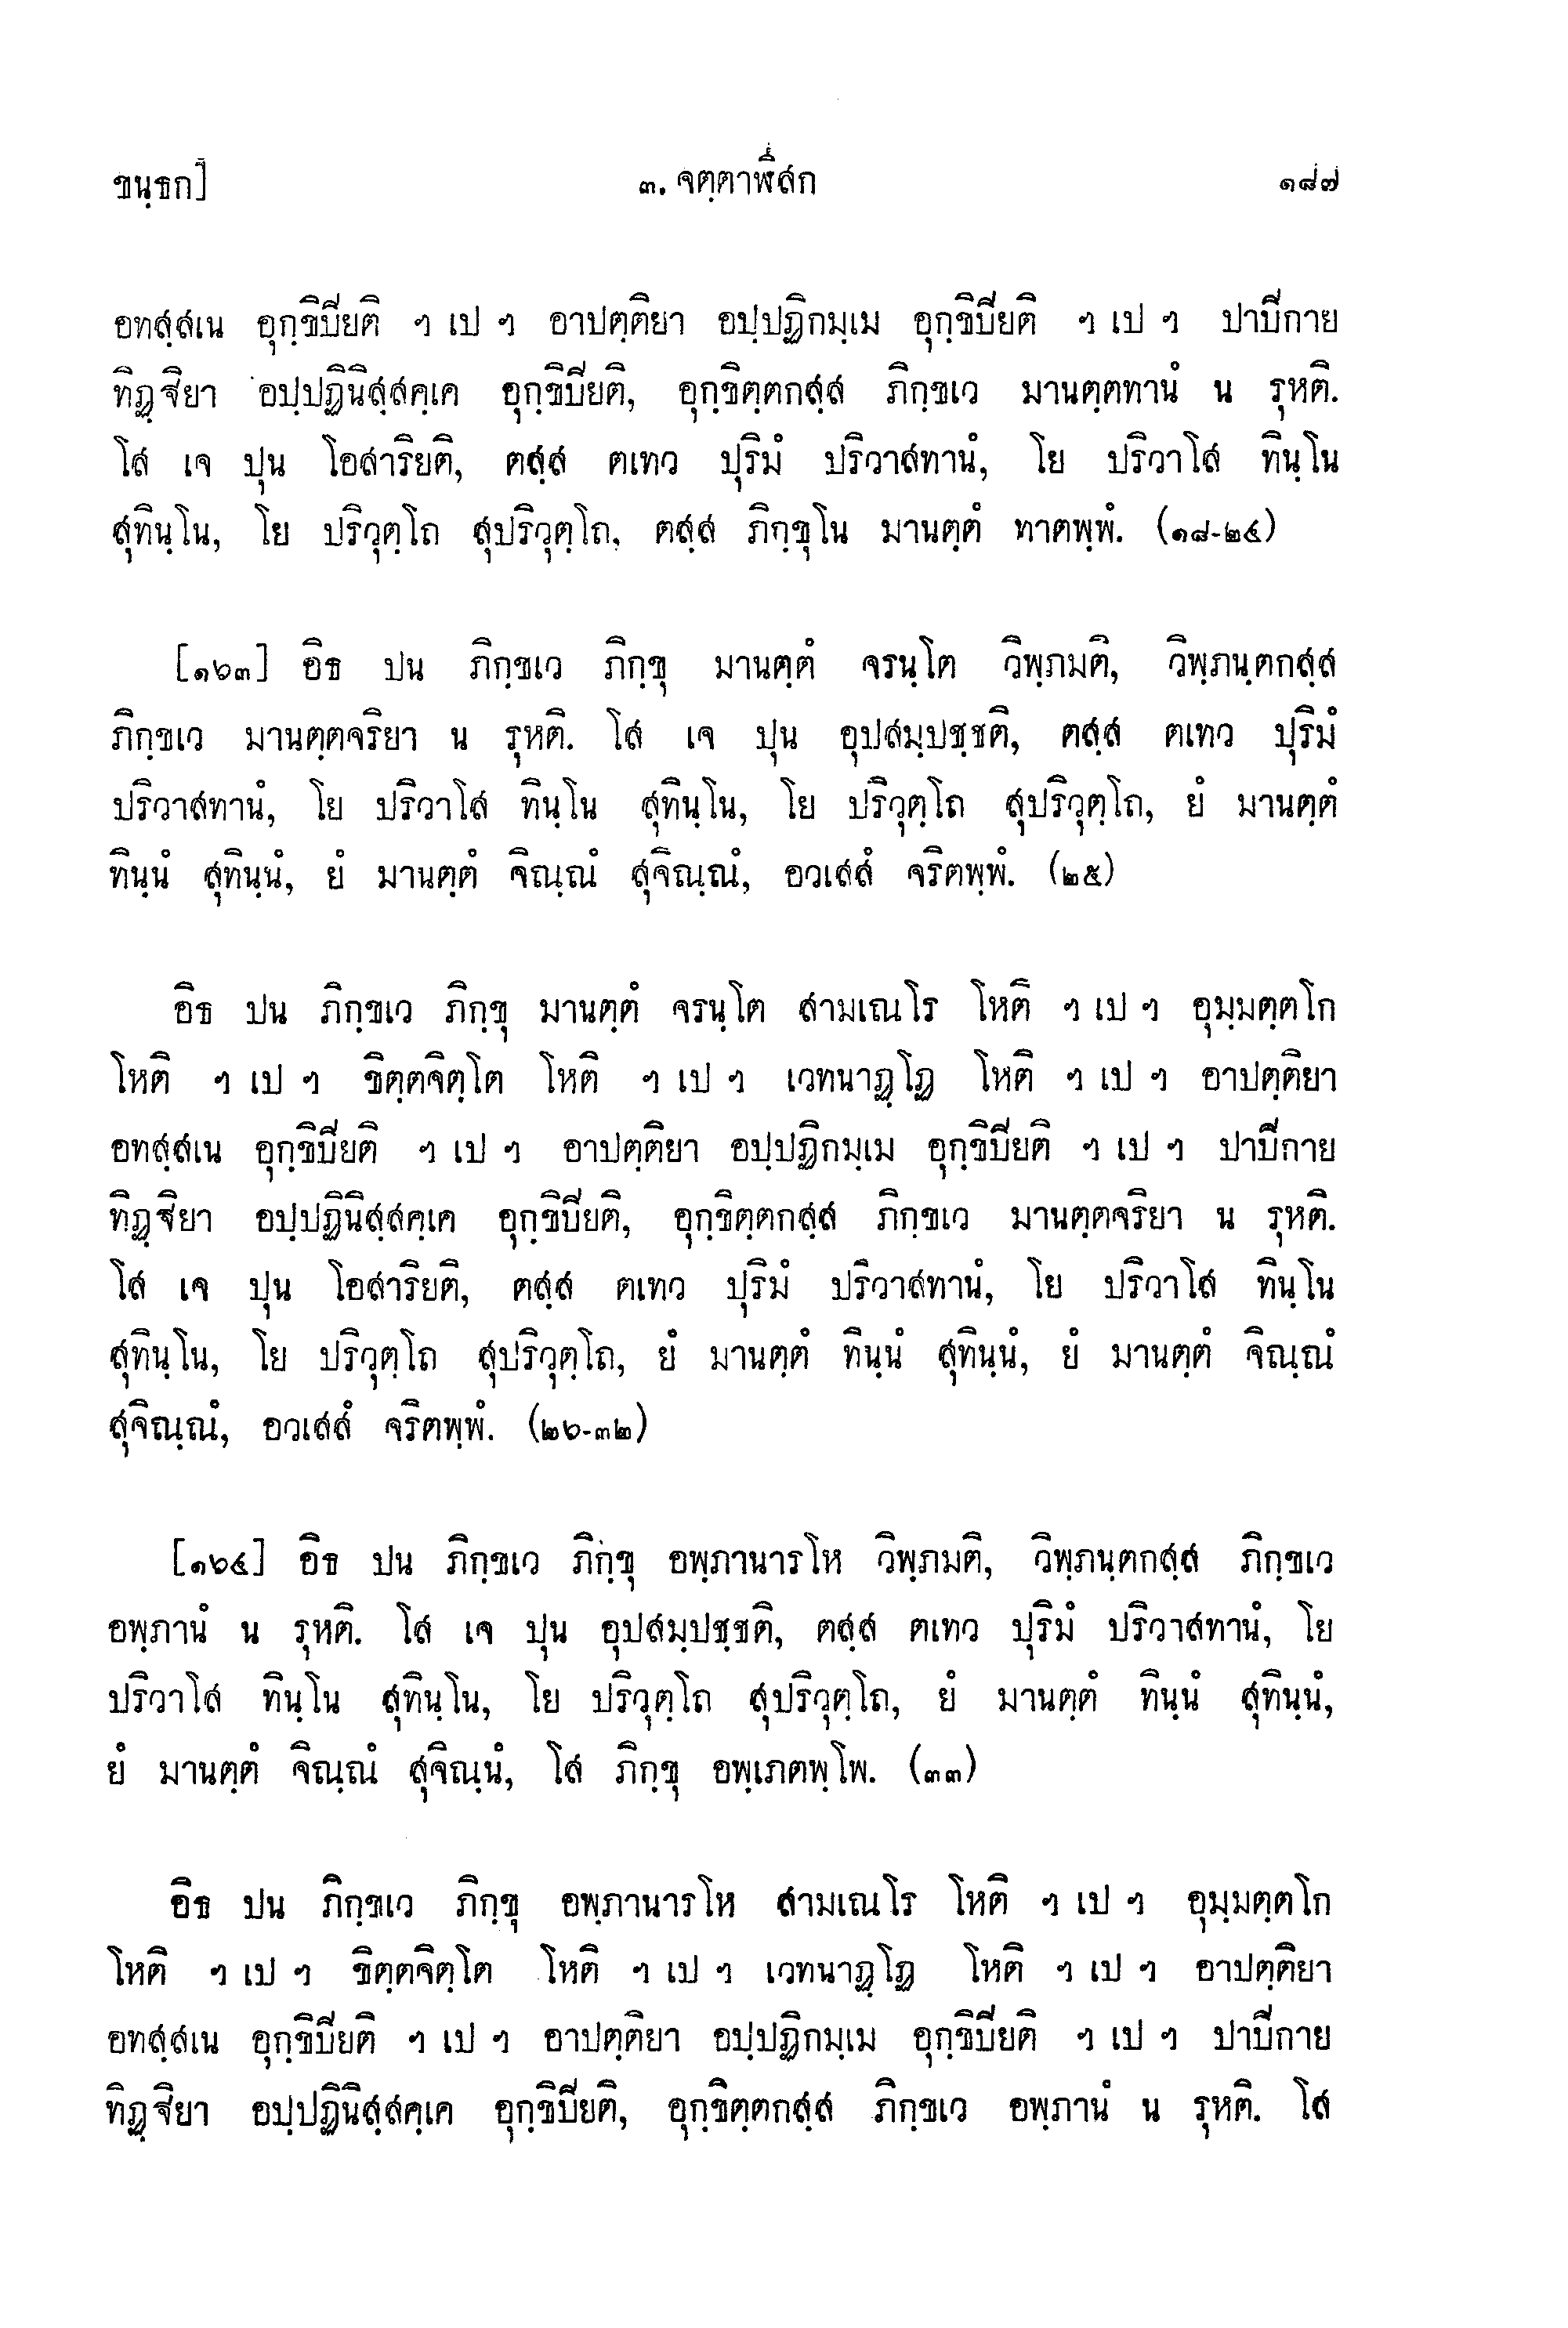 ขนฺธก]
๓. จตฺตาฬีสก
๑๘๗
อทสฺสเน อุกฺขิปียติ ฯ เป ฯ อาปตฺติยา อปฺปฏิกมฺเม อุกฺขิปียติ ฯ เป ฯ ปาปีกาย
ทิฏฺฐิยา อปฺปฏินิสฺสคฺเค อุกฺขิปียติ, อุกฺขิตฺตกสฺส ภิกฺขเว มานตฺตทานํ น รุหติ.
โส เจ ปุน โอสาริยติ, ตสฺส ตเทว ปุริมํ ปริวาสทานํ, โย ปริวาโส ทินฺโน
สุทินฺโน, โย ปริวุตฺโถ สุปริวุตฺโถ, ตสฺส ภิกฺขุโน มานตฺตํ ทาตพฺพํ. (๑๘-๒๔)
[๑๖๓] อิธ ปน ภิกฺขเว ภิกฺขุ มานตฺตํ จรนฺโต วิพฺภมติ, วิพฺภนฺตกสฺส
ภิกฺขเว มานตฺตจริยา น รุหติ. โส เจ ปุน อุปสมฺปชฺชติ, ตสฺส ตเทว ปุริมํ
ปริวาสทานํ, โย ปริวาโส ทินฺโน สุทินฺโน, โย ปริวุตฺโถ สุปริวุตฺโถ, ยํ มานตฺตํ
ทินฺนํ สุทินฺนํ, ยํ มานตฺตํ จิณฺณํ สุจิณฺณํ, อวเสสํ จริตพฺพํ. (๒๕)
อิธ ปน ภิกฺขเว ภิกฺขุ มานตฺตํ จรนฺโต สามเณโร โหติ ฯ เป ฯ อุมฺมตฺตโก
โหติ ฯ เป ฯ ขิตฺตจิตฺโต โหติ ฯ เป ฯ เวทนาฏฺโฏ โหติ ฯ เป ฯ อาปตฺติยา
อทสฺสเน อุกฺขิปียติ ฯ เป ฯ อาปตฺติยา อปฺปฏิกมฺเม อุกฺขิปียติ ฯ เป ฯ ปาปีกาย
ทิฏฺฐิยา อปฺปฏินิสฺสคฺเค อุกฺขิปียติ, อุกฺขิตฺตกสฺส ภิกฺขเว มานตฺตจริยา น รุหติ.
โส เจ ปุน โอสาริยติ, ตสฺส ตเทว ปุริมํ ปริวาสทานํ, โย ปริวาโส ทินฺโน
สุทินฺโน, โย ปริวุตฺโถ สุปริวุตฺโถ, ยํ มานตฺตํ ทินฺนํ สุทินฺนํ, ยํ มานตฺตํ จิณฺณํ
สุจิณฺณํ, อวเสสํ จริตพฺพํ. (๒๖-๓๒)
[๑๖๔] อิธ ปน ภิกฺขเว ภิกฺขุ อพฺภานารโห วิพฺภมติ, วิพฺภนฺตกสฺส ภิกฺขเว
อพฺภานํ น รุหติ. โส เจ ปุน อุปสมฺปชฺชติ, ตสฺส ตเทว ปุริมํ ปริวาสทานํ, โย
ปริวาโส ทินฺโน สุทินฺโน, โย ปริวุตฺโถ สุปริวุตฺโถ, ยํ มานตฺตํ ทินฺนํ สุทินฺนํ,
ยํ มานตฺตํ จิณฺณํ สุจิณฺนํ, โส ภิกฺขุ อพฺเภตพฺโพ. (๓๓)
อิธ ปน ภิกฺขเว ภิกฺขุ อพฺภานารโห สามเณโร โหติ ฯ เป ฯ อุมฺมตฺตโก
โหติ ฯ เป ฯ ขิตฺตจิตฺโต โหติ ฯ เป ฯ เวทนาฏฺโฏ โหติ ฯ เป ฯ อาปตฺติยา
อทสฺสเน อุกฺขิปียติ ฯ เป ฯ อาปตฺติยา อปฺปฏิกมฺเม อุกฺขิปียติ ฯ เป ฯ ปาปีกาย
ทิฏฺฐิยา อปฺปฏินิสฺสคฺเค อุกฺขิปียติ, อุกฺขิตฺตกสฺส ภิกฺขเว อพฺภานํ น รุหติ. โส